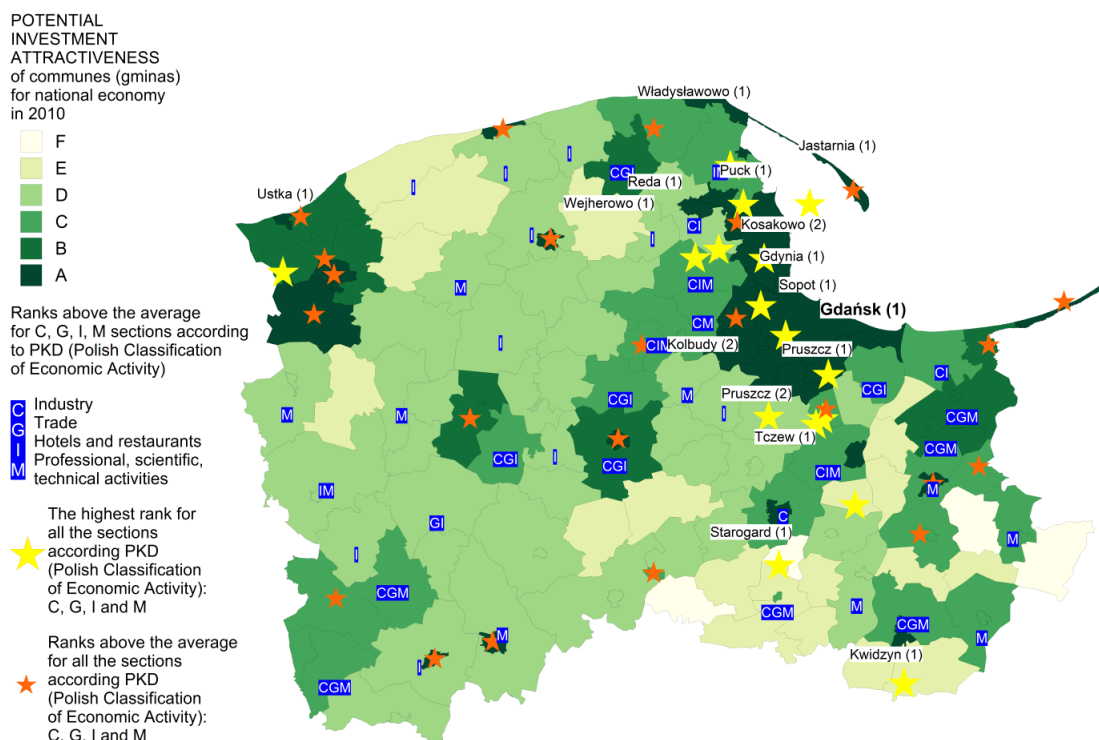 POTENTIAL
INVESTMENT
ATTRACTIVENESS
of communes (gminas)
for national economy
in 2010
F
E
D
C
B
A
Ranks above the average
for C, G, I, M sections according
to PKD (Polish Classification
of Economic Activity)
C Industry
G Trade
I Hotels and restaurants
M Professional, scientific,
technical activities
The highest rank for
all the sections
according PKD
(Polish Classification
of Economic Activity):
C, G, I and M
Ranks above the average
for all the sections
according to PKD
(Polish Classification
of Economic Activity):
C, G, I and M
Władysławowo (1)
Jastarnia (1)
I
I
CGI
Puck (1)
Reda (1)
I
Ustka (1)
Wejherowo (1)
Kosakowo (2)
CI
I
I
Gdynia (1)
CIM
Sopot (1)
M
Gdańsk (1)
CM
I
CIM
Kolbudy (2)
Pruszcz (1)
CI
CGI
Pruszcz (2)
M
CGI
M
M
I
CGM
Tczew (1)
CGM
CGI
I
CGI
CIM
IM
M
C
GI
Starogard (1)
M
I
CGM
CGM
M
CGM
M
M
Kwidzyn (1)
I
CGM